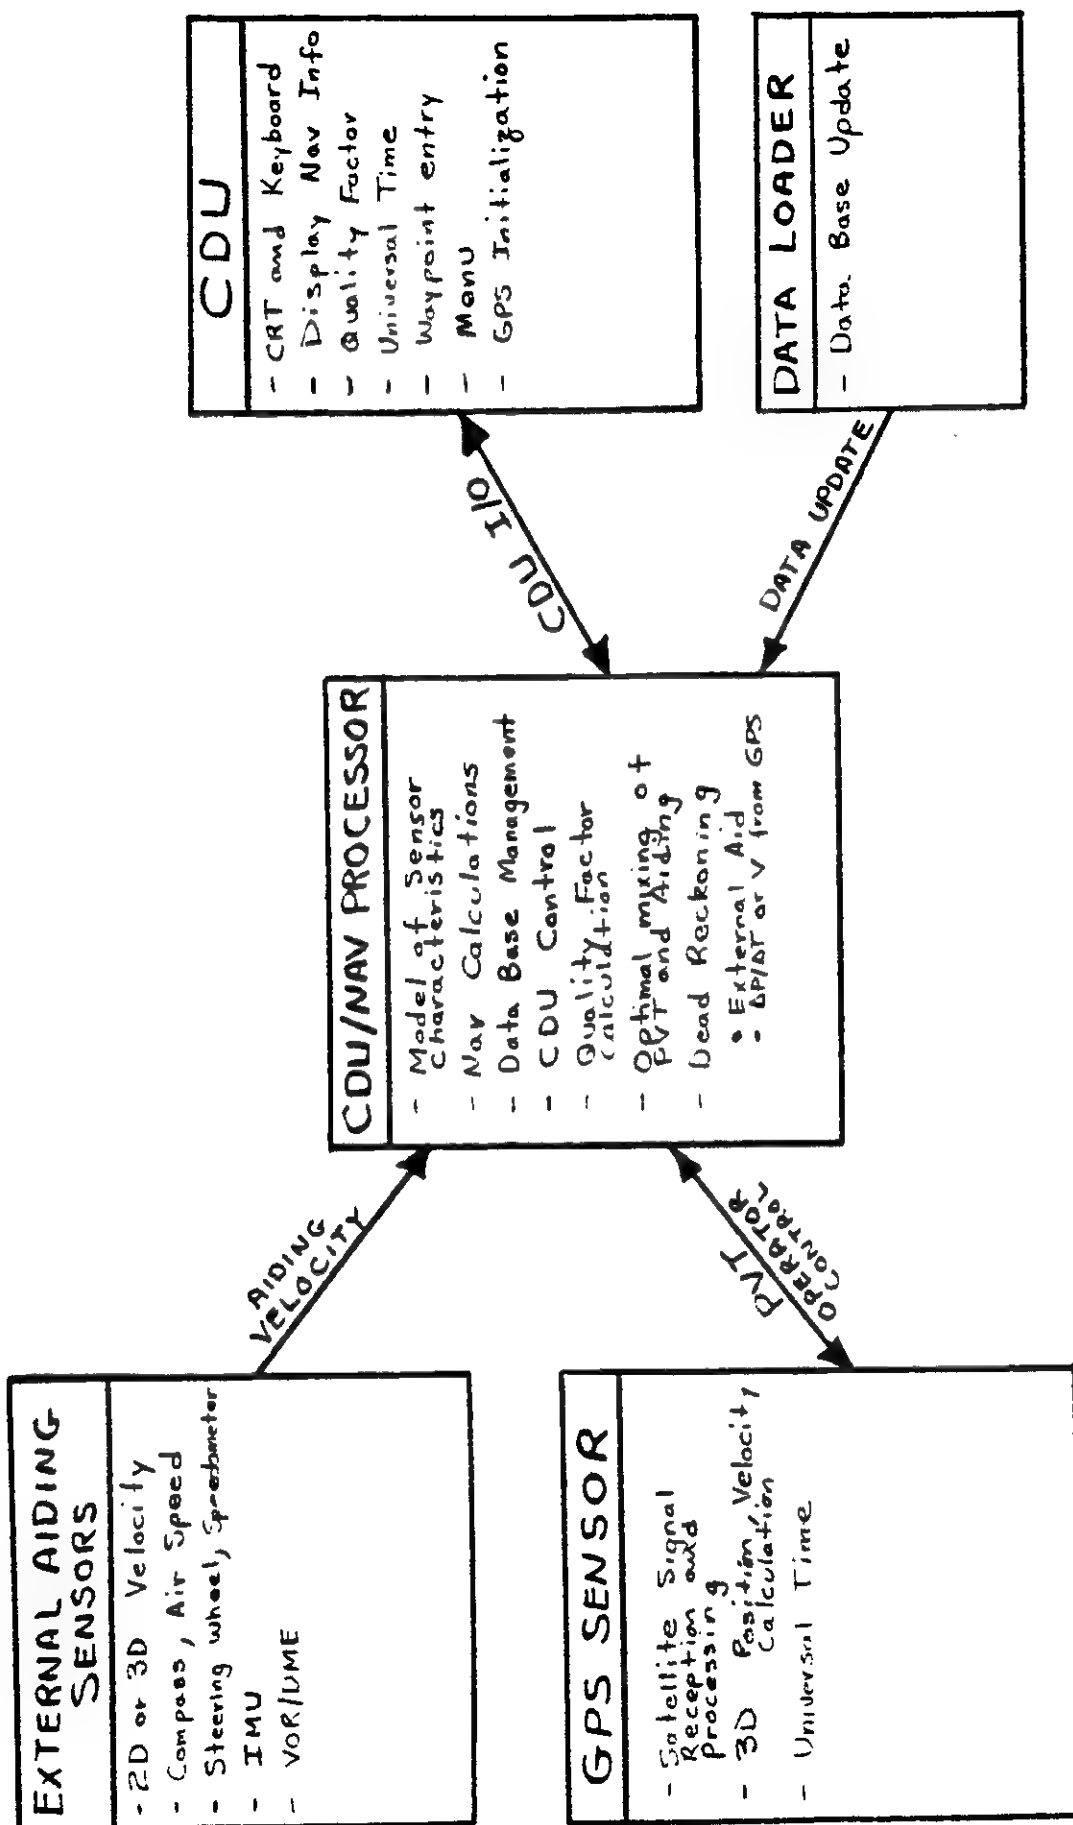 EXTERNAL AIDING
SENSORS
- 2D or 3D Velocity
- Compass, Air Speed
- Steering wheel, Speedometer
- IMU
- VOR/DME
AIDING
VELOCITY
GPS SENSOR
- Satellite Signal
Reception and
Processing
- 3D Position, Velocity
Calculation
- Universal Time
PVT
OPERATOR
CONTROL
CDU/NAV PROCESSOR
- Model of Sensor
Characteristics
- Nav Calculations
- Data Base Management
- CDU Control
- Quality Factor
Calculation
- Optimal mixing of
PVT and Aiding
- Dead Reckoning
• External Aid
• ΔP/ΔT or V from GPS
CDU I/O
CDU
- CRT and Keyboard
- Display Nav Info
- Quality Factor
- Universal Time
- Waypoint entry
- Menu
- GPS Initialization
DATA UPDATE
DATA LOADER
- Data Base Update